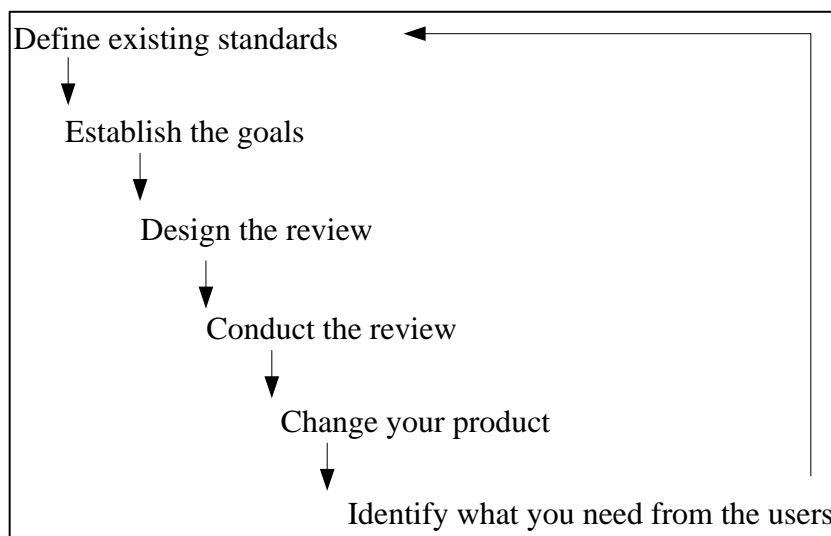 Define existing standards
Establish the goals
Design the review
Conduct the review
Change your product
Identify what you need from the users